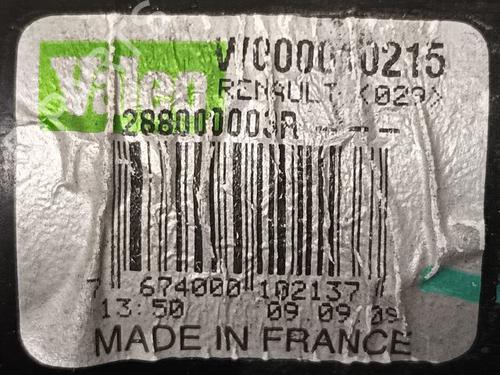 Valeo
W000010215
RENAULT <029>
288000003R ---
7 674000 102137
13:50 09.09.09
MADE IN FRANCE